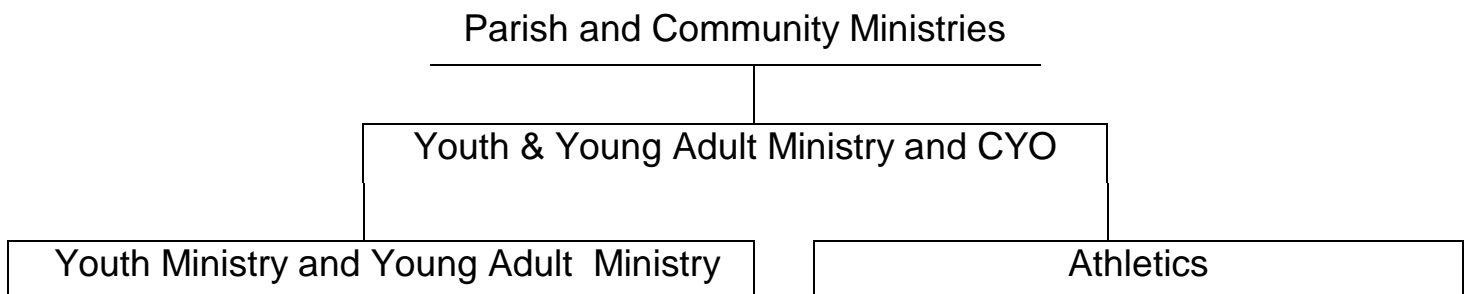 Parish and Community Ministries
Youth & Young Adult Ministry and CYO
Youth Ministry and Young Adult  Ministry
Athletics